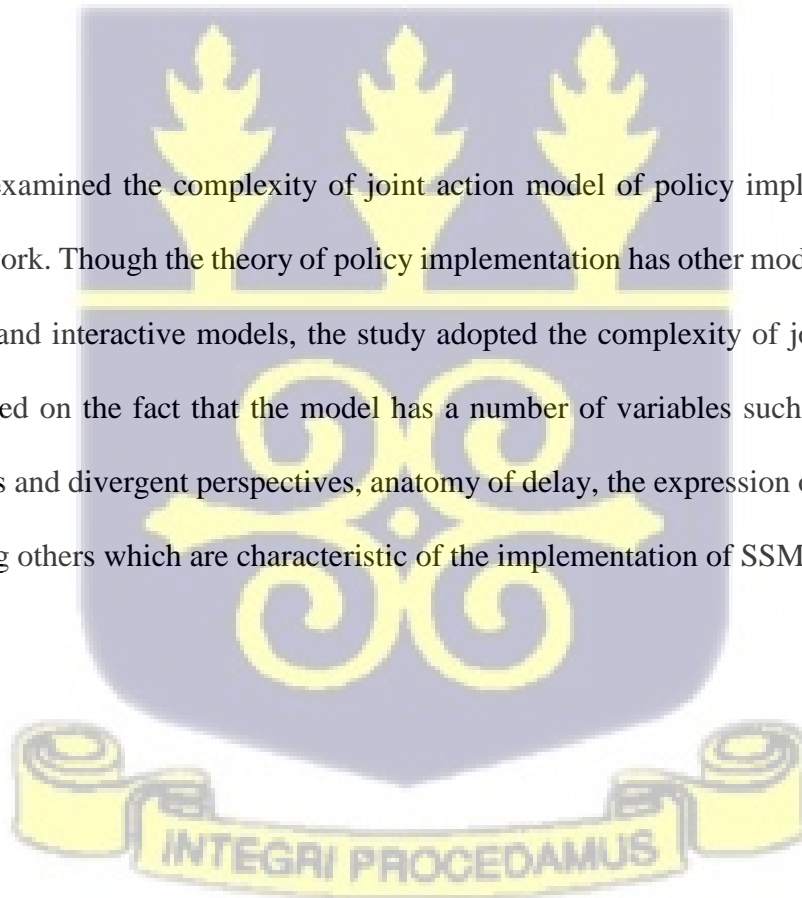 examined the complexity of joint action model of policy impl
ork. Though the theory of policy implementation has other mod
and interactive models, the study adopted the complexity of jo
ed on the fact that the model has a number of variables such
s and divergent perspectives, anatomy of delay, the expression o
g others which are characteristic of the implementation of SSM
INTEGRI PROCEDAMUS